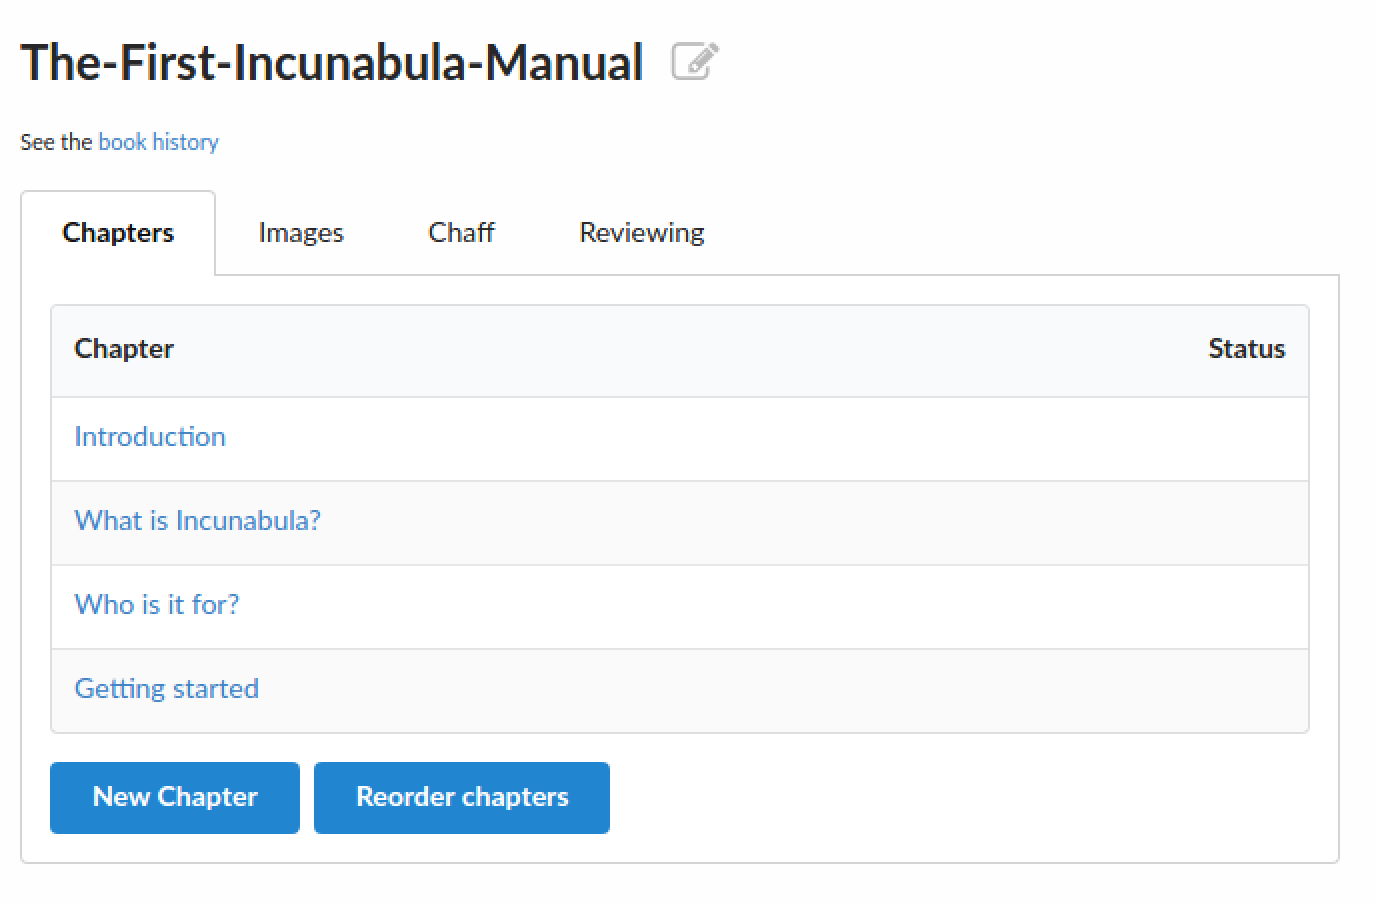 The-First-Incunabula-Manual
See the book history
Chapters Images Chaff Reviewing
Chapter Status
Introduction
What is Incunabula?
Who is it for?
Getting started
New Chapter Reorder chapters